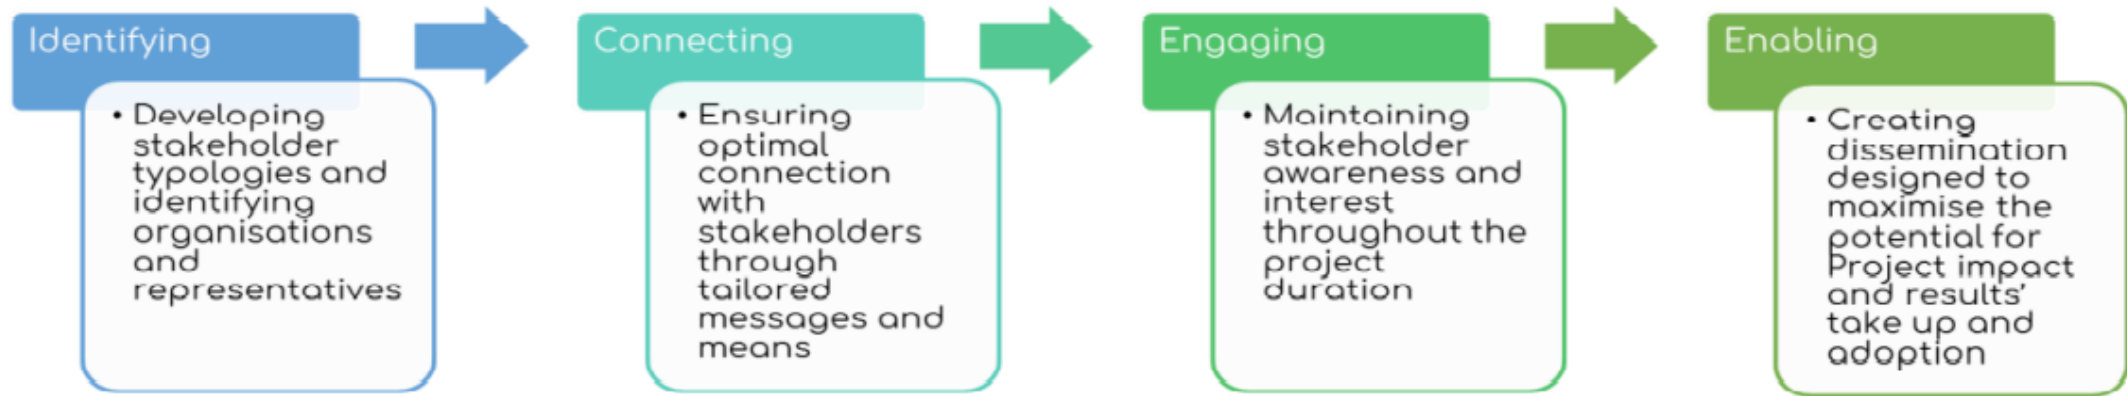 Identifying
• Developing
stakeholder
typologies and
identifying
organisations
and
representatives
Connecting
• Ensuring
optimal
connection
with
stakeholders
through
tailored
messages and
means
Engaging
• Maintaining
stakeholder
awareness and
interest
throughout the
project
duration
Enabling
• Creating
dissemination
designed to
maximise the
potential for
Project impact
and results’
take up and
adoption